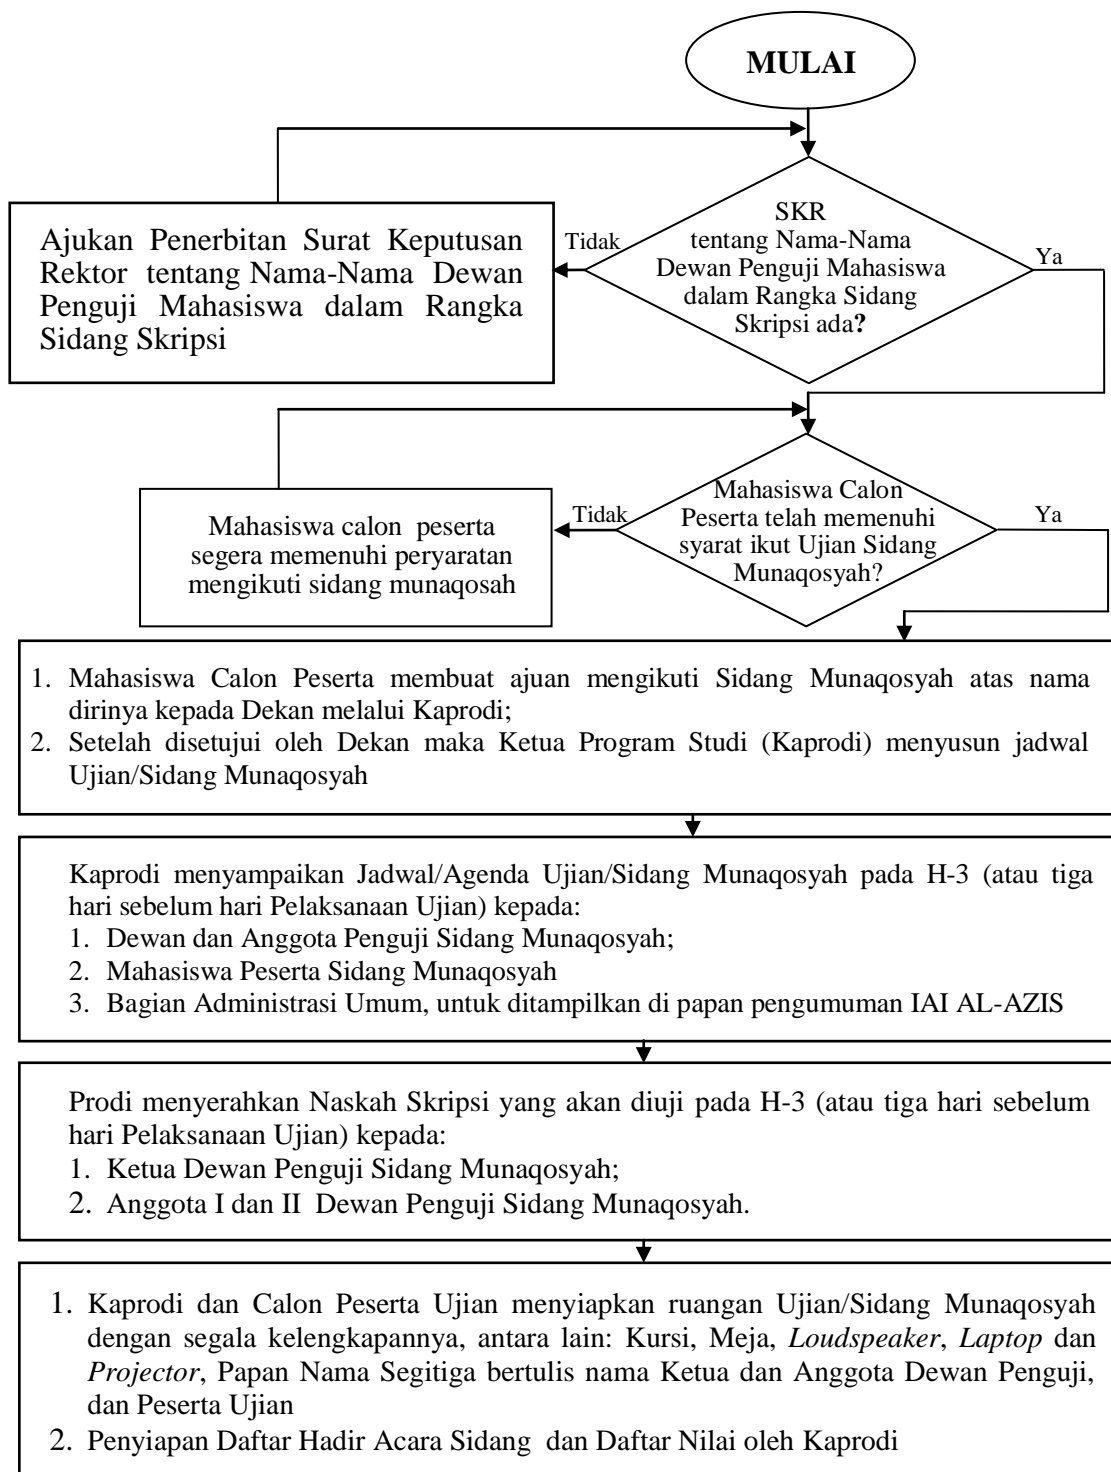 MULAI
SKR
tentang Nama-Nama
Dewan Penguji Mahasiswa
dalam Rangka Sidang
Skripsi ada?
Tidak
Ya
Ajukan Penerbitan Surat Keputusan
Rektor tentang Nama-Nama Dewan
Penguji Mahasiswa dalam Rangka
Sidang Skripsi
Mahasiswa Calon
Peserta telah memenuhi
syarat ikut Ujian Sidang
Munaqosyah?
Tidak
Ya
Mahasiswa calon peserta
segera memenuhi peryaratan
mengikuti sidang munaqosah
1. Mahasiswa Calon Peserta membuat ajuan mengikuti Sidang Munaqosyah atas nama
dirinya kepada Dekan melalui Kaprodi;
2. Setelah disetujui oleh Dekan maka Ketua Program Studi (Kaprodi) menyusun jadwal
Ujian/Sidang Munaqosyah
Kaprodi menyampaikan Jadwal/Agenda Ujian/Sidang Munaqosyah pada H-3 (atau tiga
hari sebelum hari Pelaksanaan Ujian) kepada:
1. Dewan dan Anggota Penguji Sidang Munaqosyah;
2. Mahasiswa Peserta Sidang Munaqosyah
3. Bagian Administrasi Umum, untuk ditampilkan di papan pengumuman IAI AL-AZIS
Prodi menyerahkan Naskah Skripsi yang akan diuji pada H-3 (atau tiga hari sebelum
hari Pelaksanaan Ujian) kepada:
1. Ketua Dewan Penguji Sidang Munaqosyah;
2. Anggota I dan II Dewan Penguji Sidang Munaqosyah.
1. Kaprodi dan Calon Peserta Ujian menyiapkan ruangan Ujian/Sidang Munaqosyah
dengan segala kelengkapannya, antara lain: Kursi, Meja, Loudspeaker, Laptop dan
Projector, Papan Nama Segitiga bertulis nama Ketua dan Anggota Dewan Penguji,
dan Peserta Ujian
2. Penyiapan Daftar Hadir Acara Sidang dan Daftar Nilai oleh Kaprodi